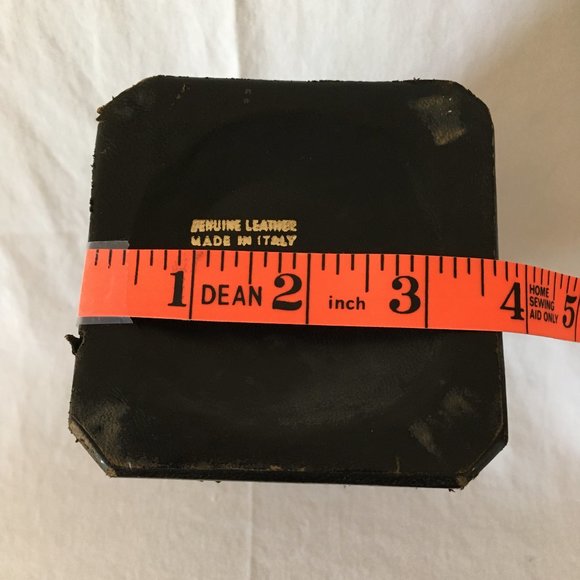 GENUINE LEATHER
MADE IN ITALY
1 DEAN 2 inch 3 4 HOME SEWING AID ONLY 5